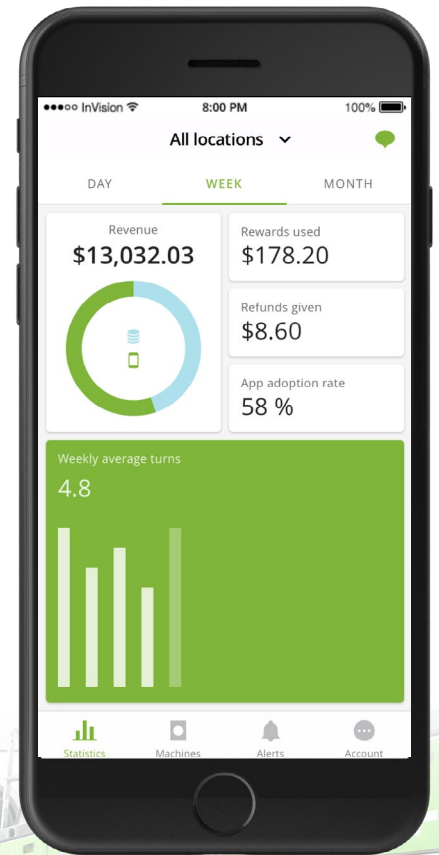 InVision
8:00 PM
100%
All locations
DAY
WEEK
MONTH
Revenue
$13,032.03
Rewards used
$178.20
Refunds given
$8.60
App adoption rate
58 %
Weekly average turns
4.8
Statistics
Machines
Alerts
Account